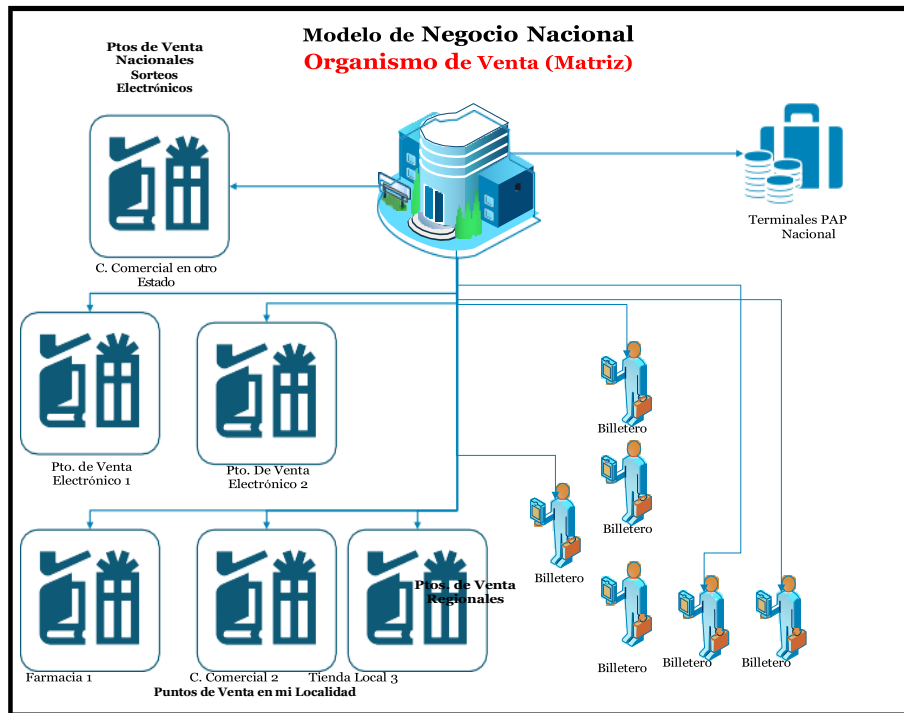 Modelo de Negocio Nacional
Organismo de Venta (Matriz)
Ptos de Venta
Nacionales
Sorteos
Electrónicos
C. Comercial en otro
Estado
Terminales PAP
Nacional
Pto. de Venta
Electrónico 1
Pto. De Venta
Electrónico 2
Billetero
Billetero
Billetero
Ptos. de Venta
Regionales
Billetero
Billetero
Billetero
Farmacia 1
C. Comercial 2
Tienda Local 3
Puntos de Venta en mi Localidad